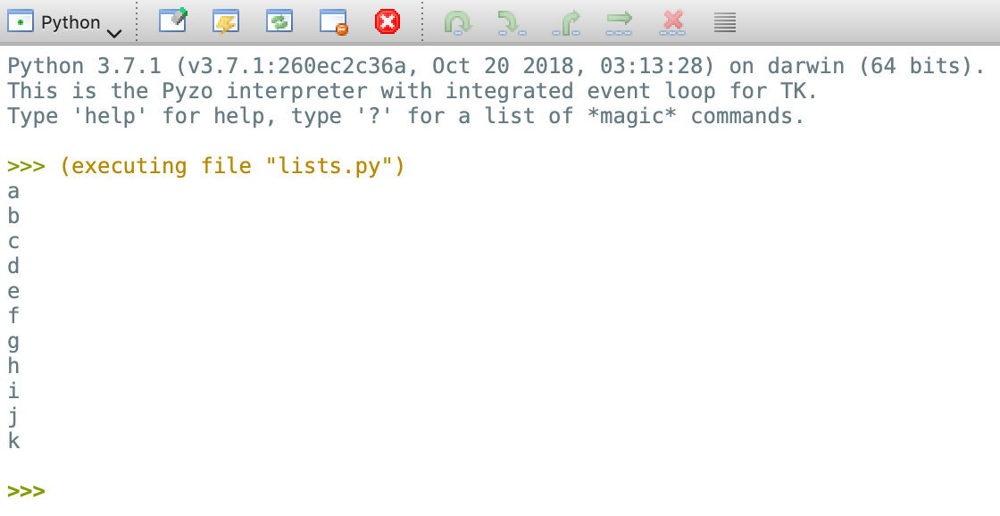 Python
Python 3.7.1 (v3.7.1:260ec2c36a, Oct 20 2018, 03:13:28) on darwin (64 bits).
This is the Pyzo interpreter with integrated event loop for TK.
Type 'help' for help, type '?' for a list of *magic* commands.
>>> (executing file "lists.py")
a
b
c
d
e
f
g
h
i
j
k
>>>